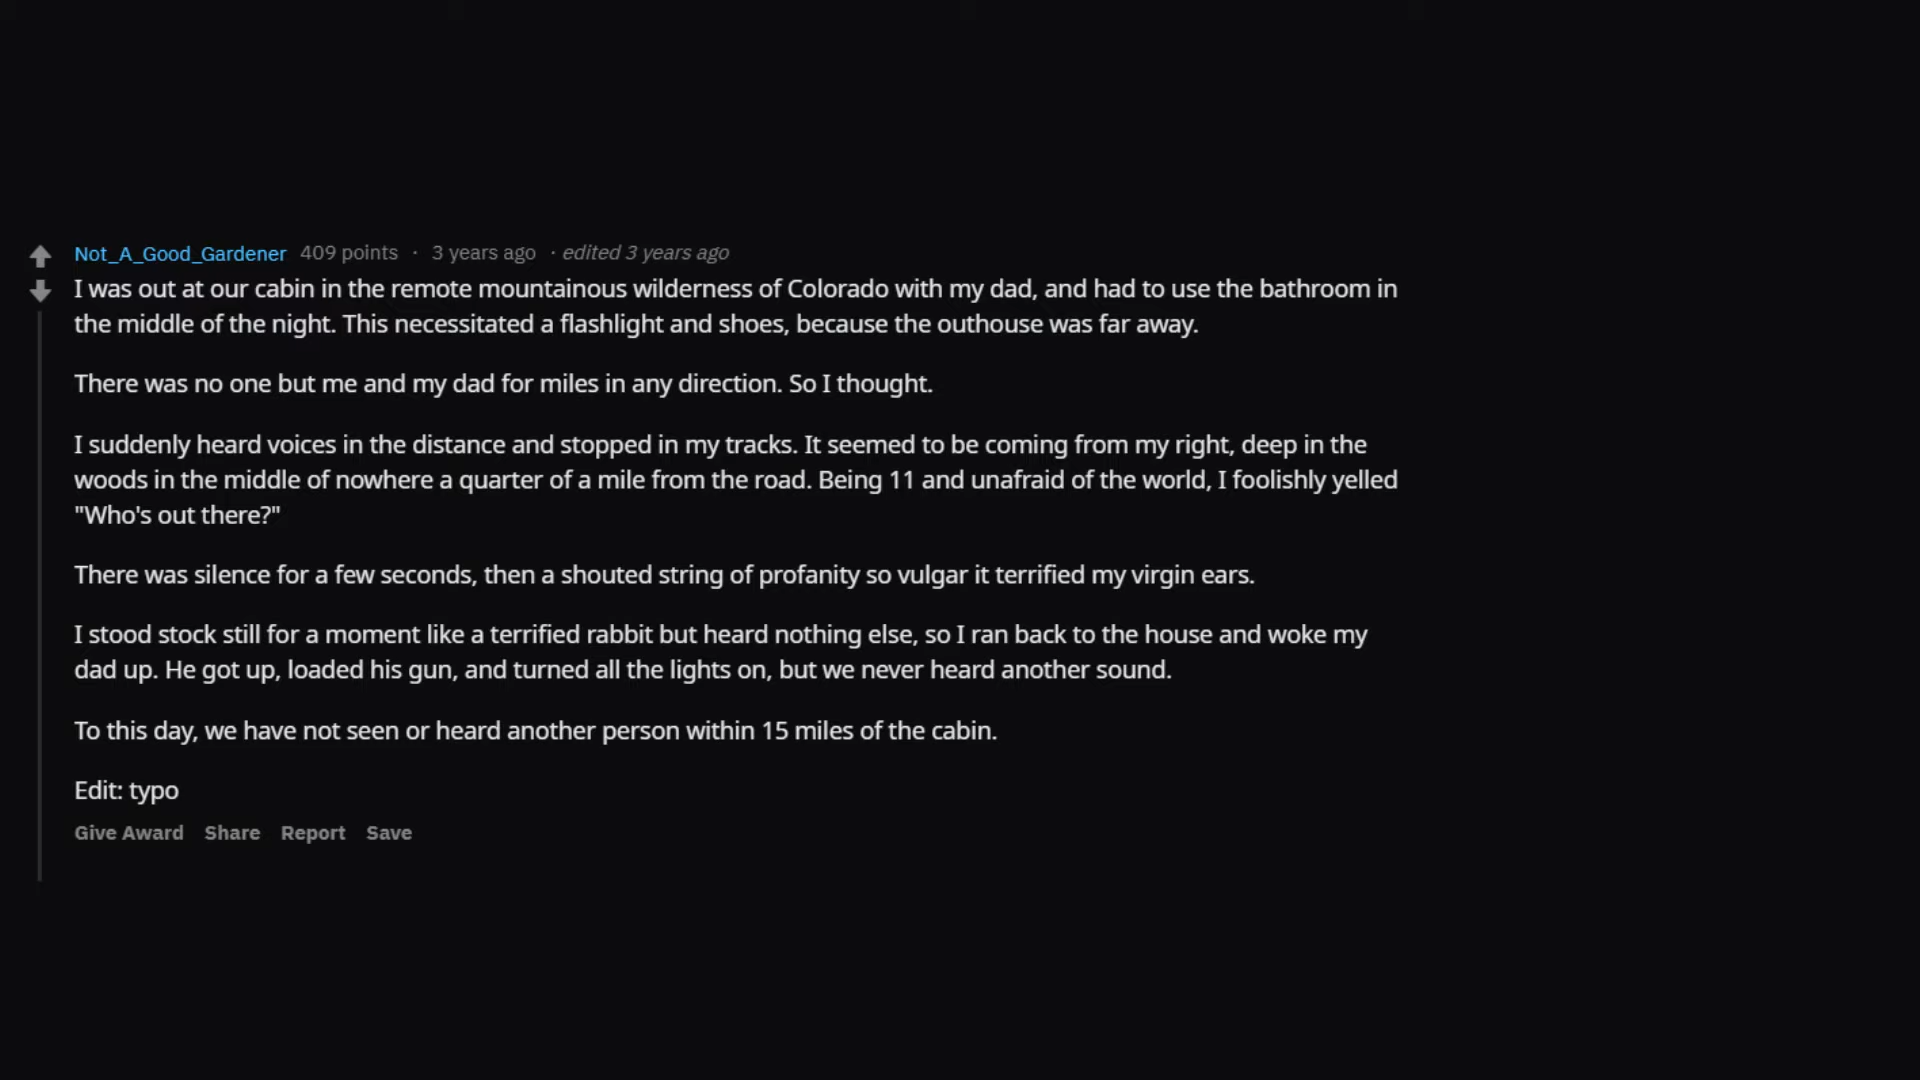 Not_A_Good_Gardener 409 points · 3 years ago · edited 3 years ago
I was out at our cabin in the remote mountainous wilderness of Colorado with my dad, and had to use the bathroom in
the middle of the night. This necessitated a flashlight and shoes, because the outhouse was far away.
There was no one but me and my dad for miles in any direction. So I thought.
I suddenly heard voices in the distance and stopped in my tracks. It seemed to be coming from my right, deep in the
woods in the middle of nowhere a quarter of a mile from the road. Being 11 and unafraid of the world, I foolishly yelled
"Who's out there?"
There was silence for a few seconds, then a shouted string of profanity so vulgar it terrified my virgin ears.
I stood stock still for a moment like a terrified rabbit but heard nothing else, so I ran back to the house and woke my
dad up. He got up, loaded his gun, and turned all the lights on, but we never heard another sound.
To this day, we have not seen or heard another person within 15 miles of the cabin.
Edit: typo
Give Award Share Report Save